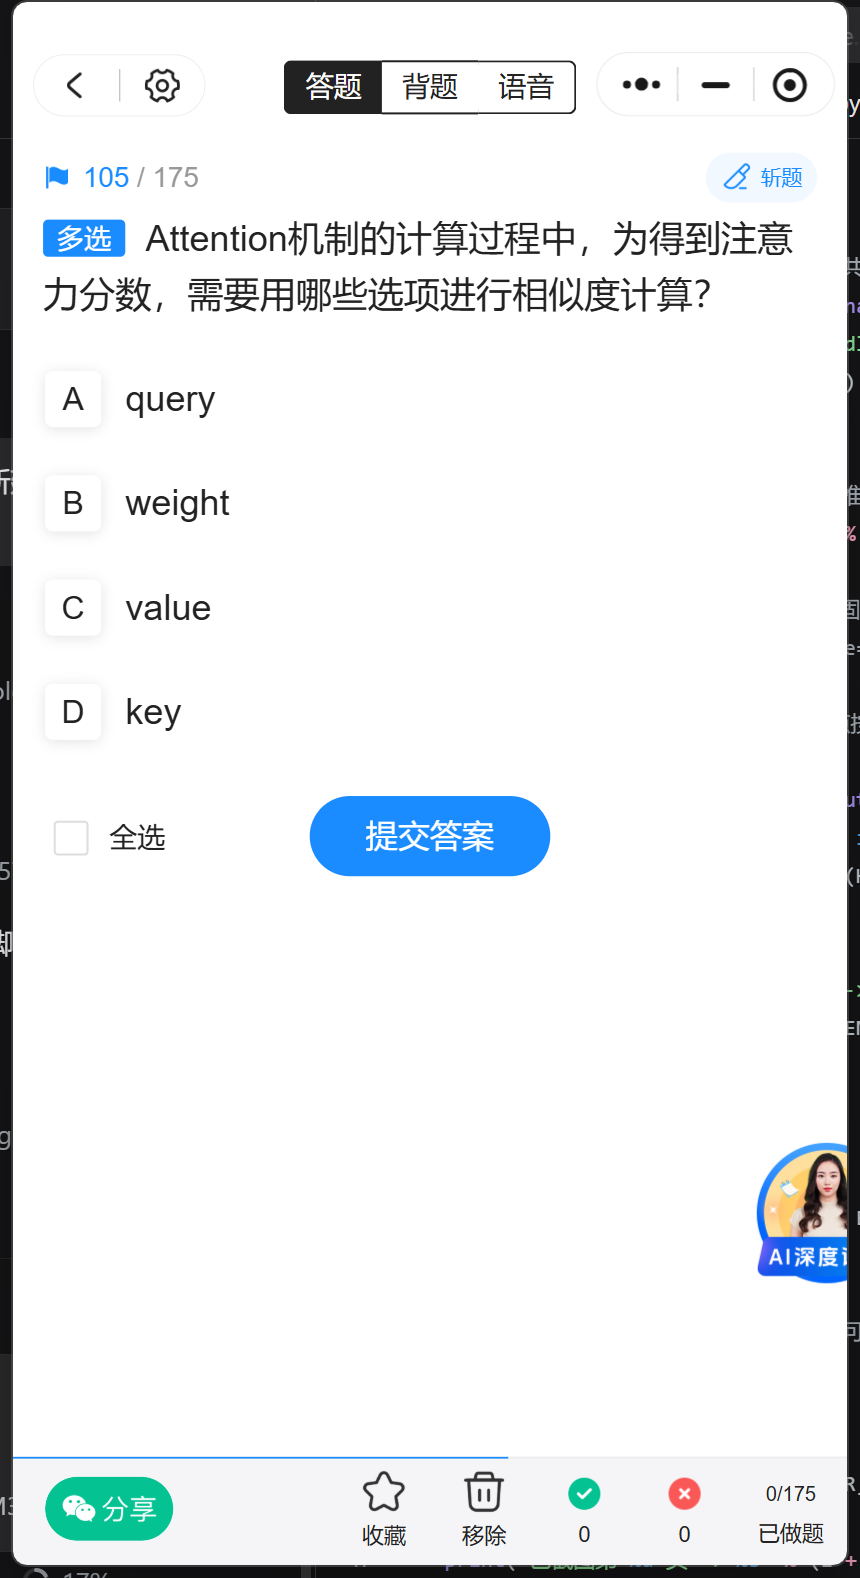 答题 背题 语音
105 / 175 斩题
多选 Attention机制的计算过程中，为得到注意
力分数，需要用哪些选项进行相似度计算？
A query
B weight
C value
D key
全选 提交答案
AI深度
分享
收藏
移除
0
0
0/175
已做题